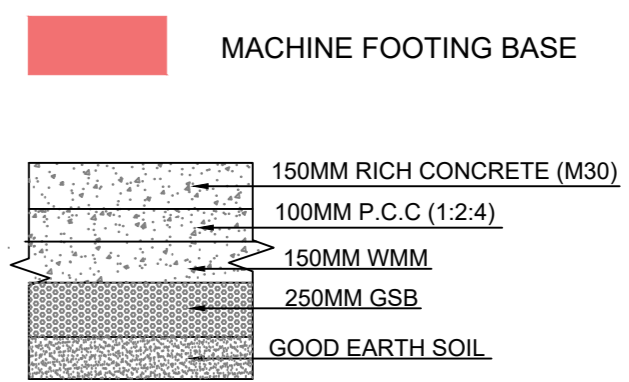 MACHINE FOOTING BASE
150MM RICH CONCRETE (M30)
100MM P.C.C (1:2:4)
150MM WMM
250MM GSB
GOOD EARTH SOIL